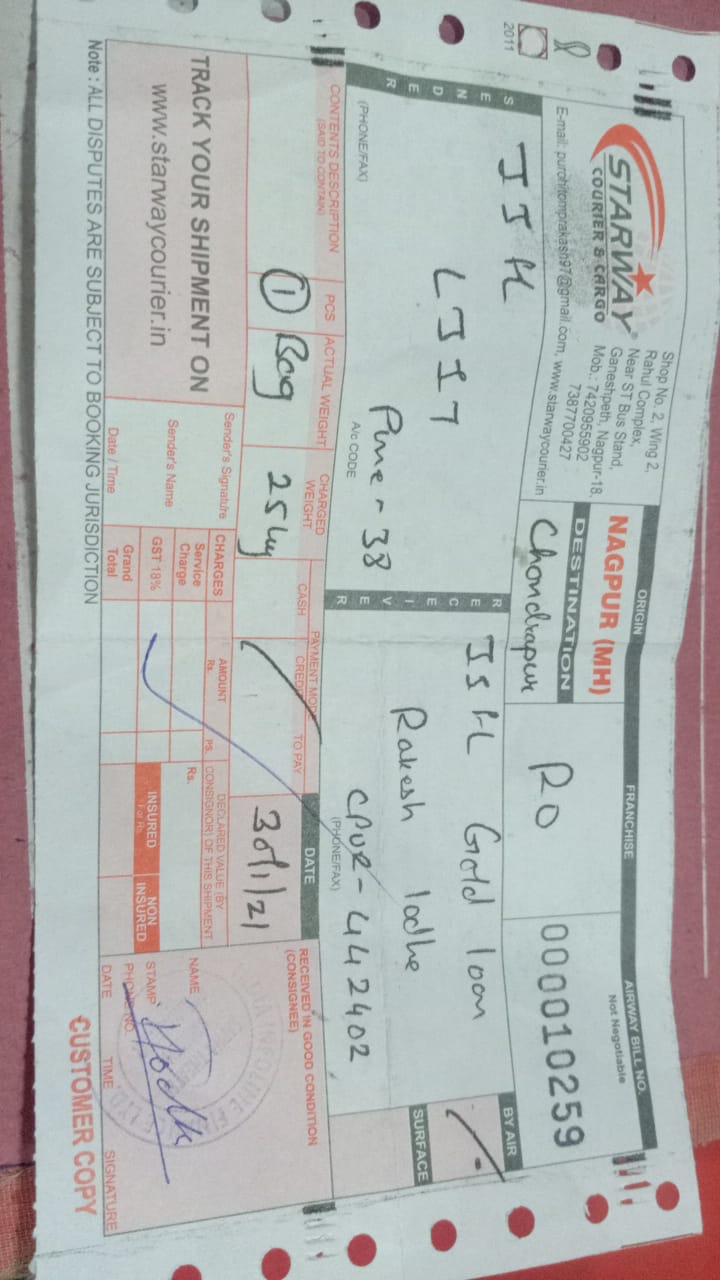 STARWAY
COURIER & CARGO
Shop No. 2, Wing 2,
Rahul Complex,
Near ST Bus Stand,
Ganeshpeth, Nagpur-18.
Mob.: 7420955902
7387700427
E-mail: purohitomprakash97@gmail.com, www.starwaycourier.in
2011
ORIGIN
NAGPUR (MH)
DESTINATION
Chandrapur
FRANCHISE
RO
AIRWAY BILL NO.
Not Negotiable
0000010259
SENDER
LJJT
Pune - 38
(PHONE/FAX)
A/c CODE
RECEIVER
Gold loan
Rakesh lodhe
CPUR - 442402
(PHONE/FAX)
BY AIR
SURFACE
CONTENTS DESCRIPTION
(SAID TO CONTAIN)
PCS
ACTUAL WEIGHT
CHARGED WEIGHT
PAYMENT MODE
CASH
CREDIT
TO PAY
DATE
1 Bag
25 kg
30/1/21
RECEIVED IN GOOD CONDITION
(CONSIGNEE)
TRACK YOUR SHIPMENT ON
www.starwaycourier.in
Sender's Signature
Sender's Name
Date / Time
CHARGES
AMOUNT
Rs.
Ps.
Service Charge
GST 18%
Grand Total
DECLARED VALUE (BY
CONSIGNOR) OF THIS SHIPMENT
Rs.
INSURED
For Rs.
NON INSURED
NAME
STAMP
PHONE NO
DATE
TIME
SIGNATURE
Note : ALL DISPUTES ARE SUBJECT TO BOOKING JURISDICTION
CUSTOMER COPY